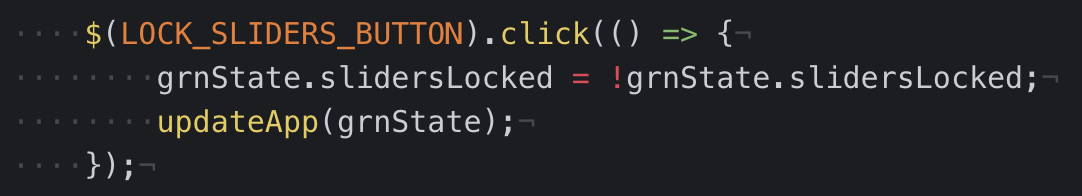 $(LOCK_SLIDERS_BUTTON).click(() => {
grnState.slidersLocked = !grnState.slidersLocked;
updateApp(grnState);
});